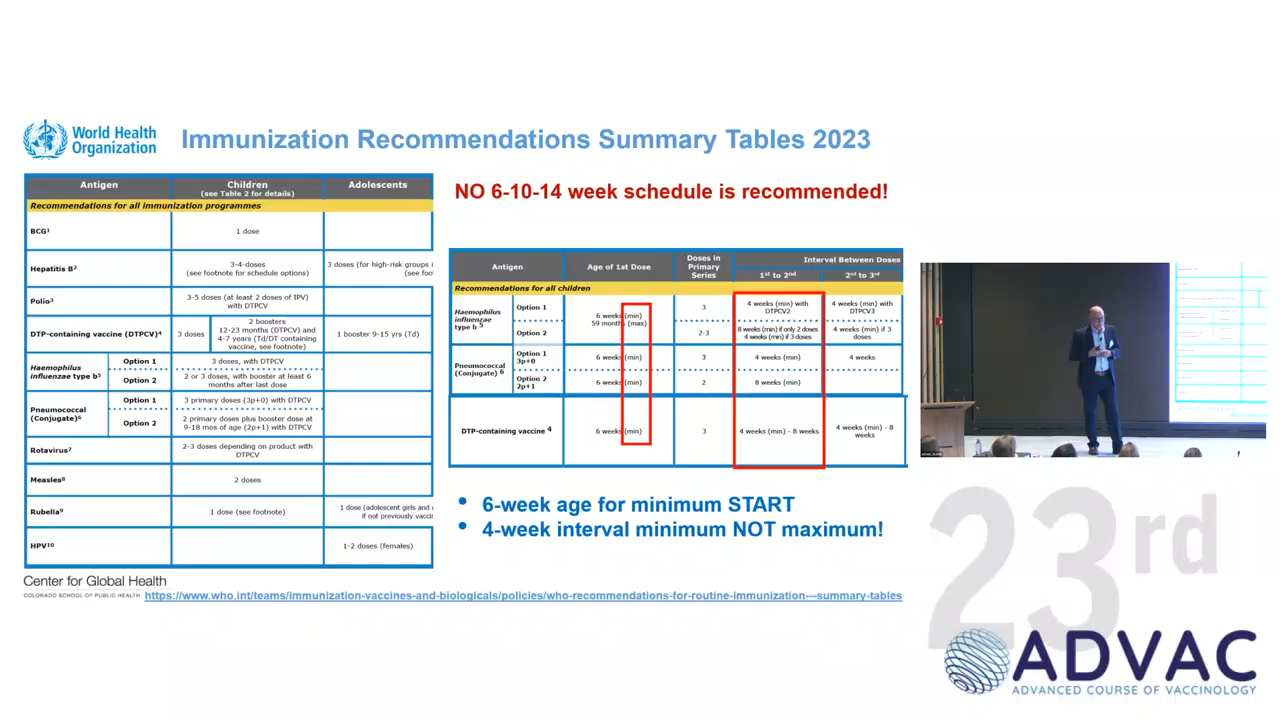 World Health
Organization
Immunization Recommendations Summary Tables 2023
Antigen
Children
(see Table 2 for details)
Adolescents
Recommendations for all immunization programmes
BCG¹
1 dose
Hepatitis B²
3-4-doses
(see footnote for schedule options)
3 doses (for high-risk groups i
(see foo
Polio³
3-5 doses (at least 2 doses of IPV)
with DTPCV
DTP-containing vaccine (DTPCV)⁴
3 doses
2 boosters
12-23 months (DTPCV) and
4-7 years (Td/DT containing
vaccine, see footnote)
1 booster 9-15 yrs (Td)
Haemophilus
influenzae type b⁵
Option 1
3 doses, with DTPCV
Option 2
2 or 3 doses, with booster at least 6
months after last dose
Pneumococcal
(Conjugate)⁶
Option 1
3 primary doses (3p+0) with DTPCV
Option 2
2 primary doses plus booster dose at
9-18 mos of age (2p+1) with DTPCV
Rotavirus⁷
2-3 doses depending on product with
DTPCV
Measles⁸
2 doses
Rubella⁹
1 dose (see footnote)
1 dose (adolescent girls and
if not previously vacci
HPV¹⁰
1-2 doses (females)
NO 6-10-14 week schedule is recommended!
Antigen
Age of 1st Dose
Doses in
Primary
Series
Interval Between Doses
1st to 2nd
2nd to 3rd
Recommendations for all children
Haemophilus
influenzae
type b ⁵
Option 1
6 weeks (min)
59 months (max)
3
4 weeks (min) with
DTPCV2
4 weeks (min) with
DTPCV3
Option 2
2-3
8 weeks (min) if only 2 doses
4 weeks (min) if 3 doses
4 weeks (min) if 3
doses
Pneumococcal
(Conjugate) ⁶
Option 1
3p+0
6 weeks (min)
3
4 weeks (min)
4 weeks
Option 2
2p+1
6 weeks (min)
2
8 weeks (min)
DTP-containing vaccine ⁴
6 weeks (min)
3
4 weeks (min) - 8 weeks
4 weeks (min) - 8
weeks
• 6-week age for minimum START
• 4-week interval minimum NOT maximum!
Center for Global Health
COLORADO SCHOOL OF PUBLIC HEALTH
https://www.who.int/teams/immunization-vaccines-and-biologicals/policies/who-recommendations-for-routine-immunization---summary-tables
23rd
ADVAC
ADVANCED COURSE OF VACCINOLOGY